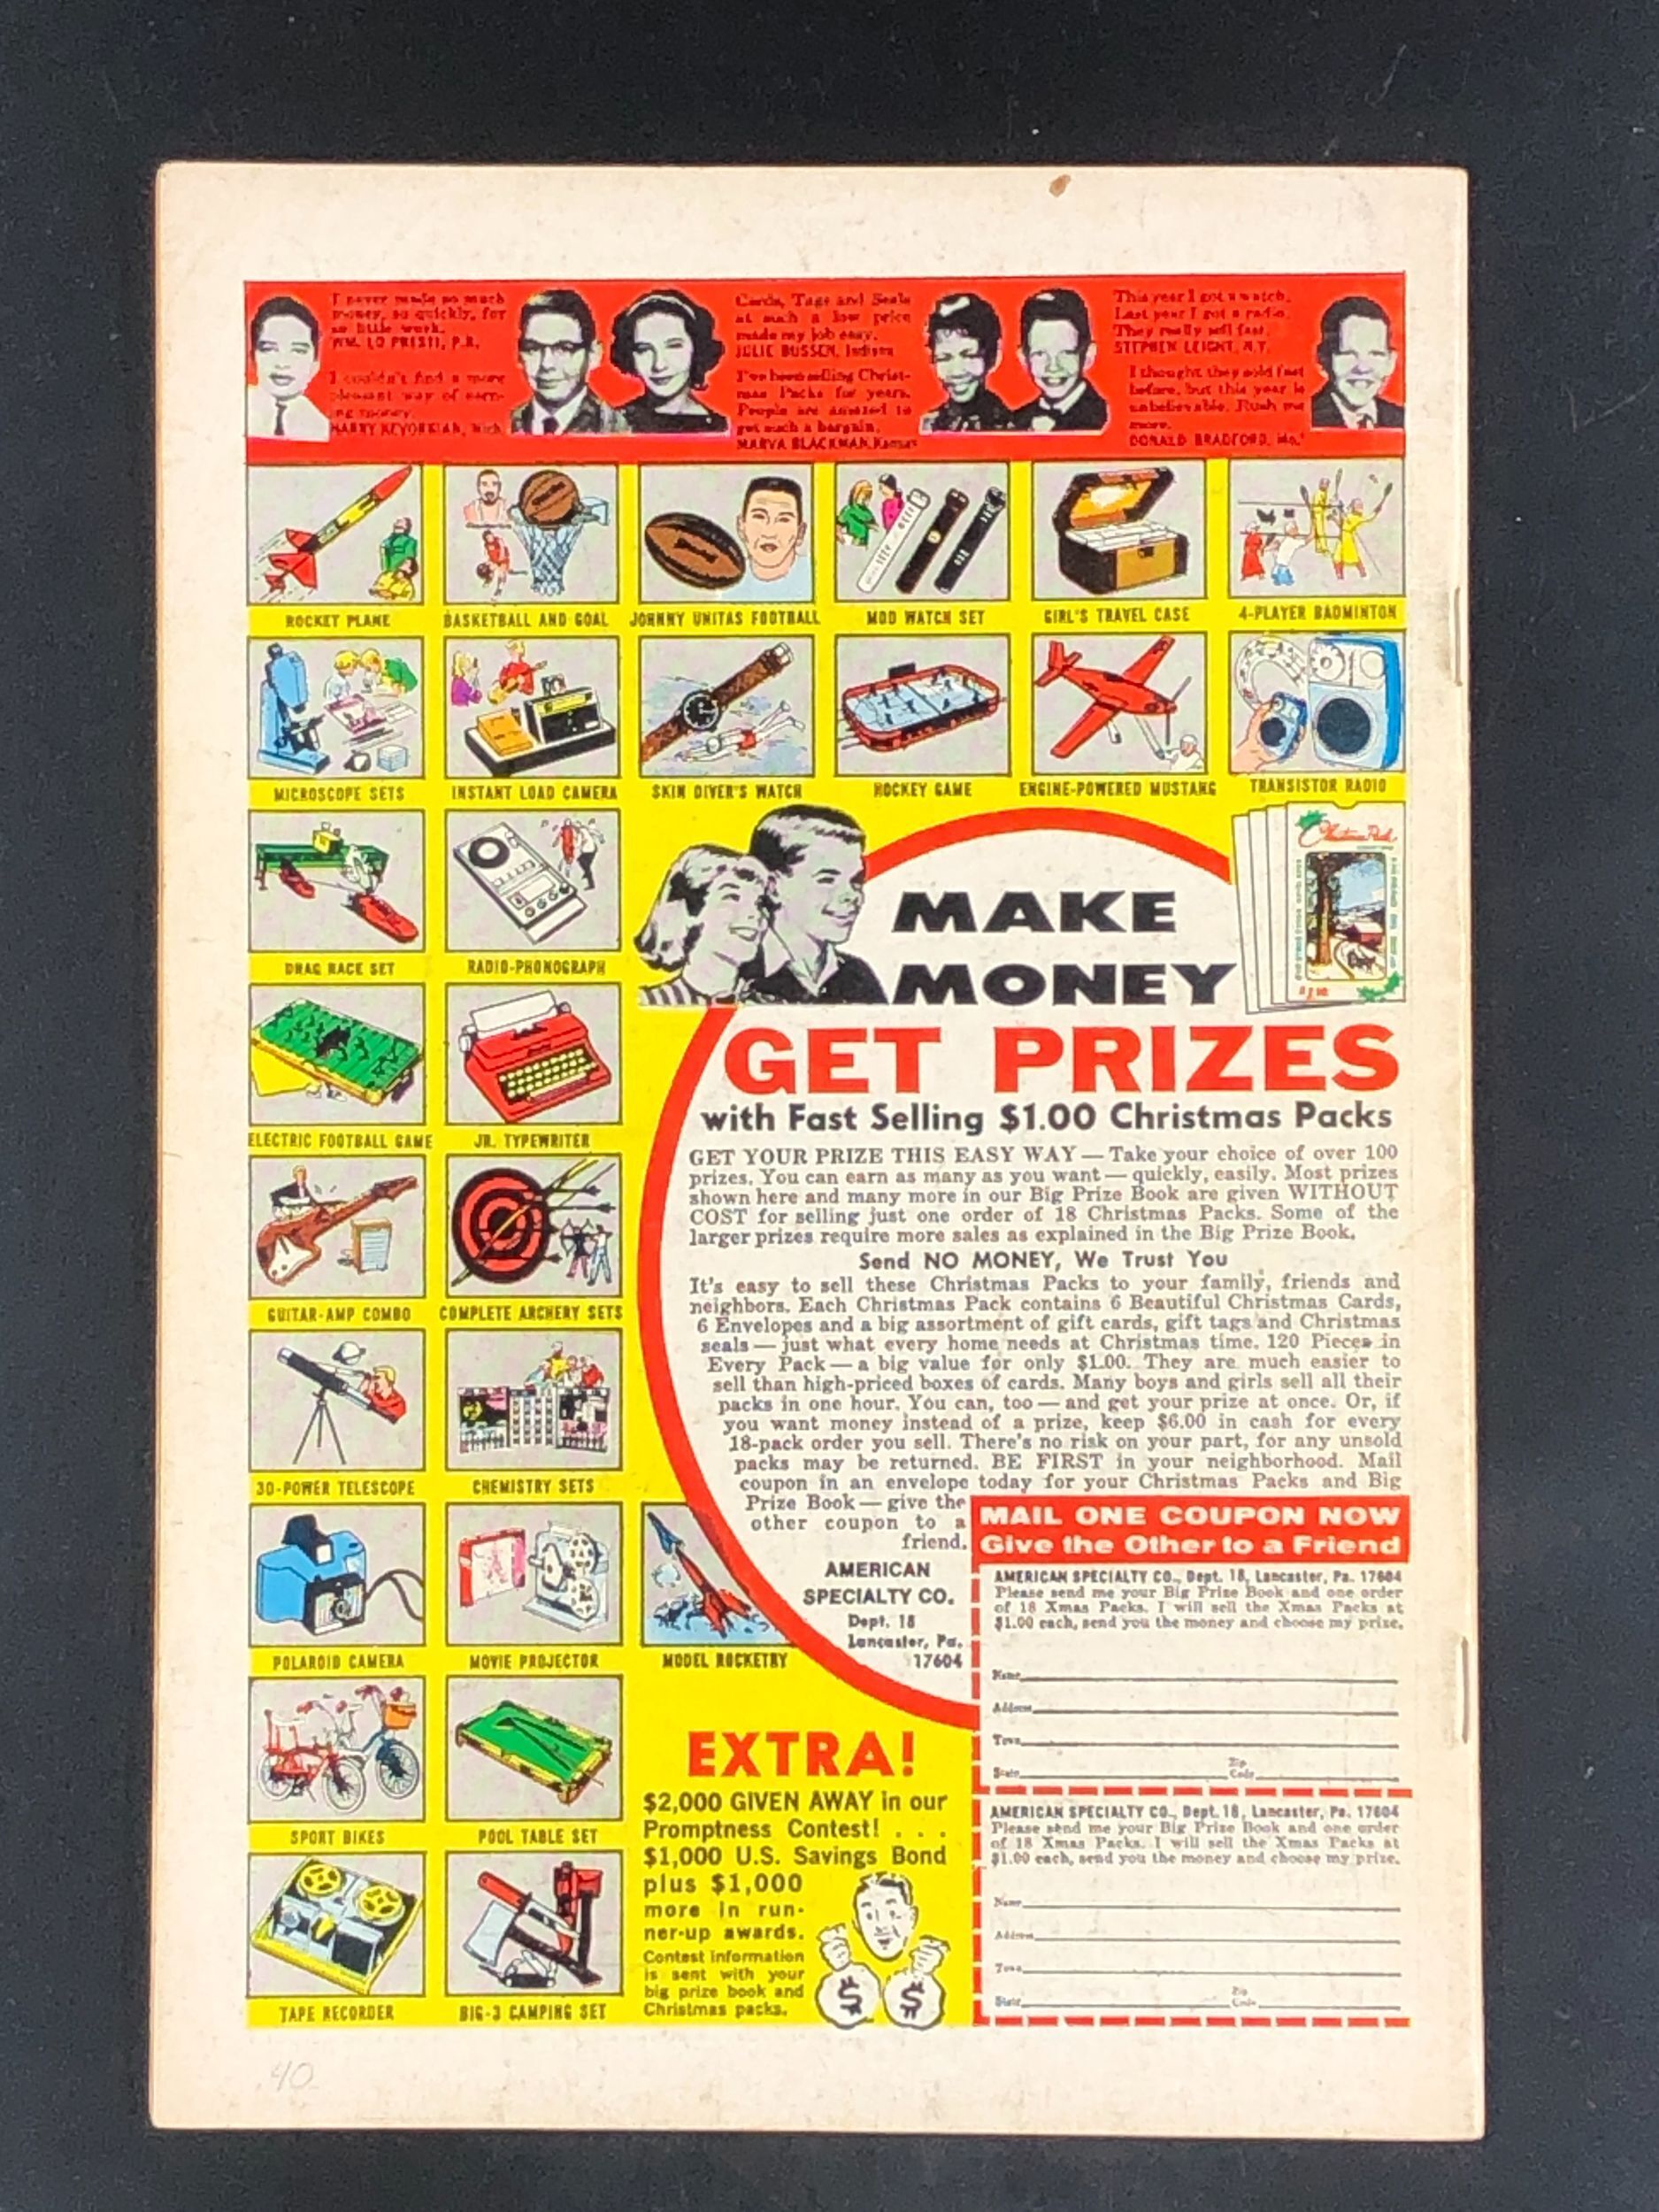 I never made so much
money, so quickly, for
so little work.
WM. LO PRESTI, P.R.
I couldn't find a more
pleasant way of earn-
ing money.
HARRY KEVORKIAN, Mich.
Cards, Tags and Seals
at such a low price
made my job easy.
JULIE BUSSEN, Indiana
I've been selling Christ-
mas Packs for years.
People are amazed to
get such a bargain.
MARVA BLACKMAN, Kansas
This year I got a watch.
Last year I got a radio.
They really sell fast.
STEPHEN LEIGHT, N.Y.
I thought they sold fast
before, but this year is
unbelievable. Rush me
more.
DONALD BRADFORD, Mo.
ROCKET PLANE
BASKETBALL AND GOAL
JOHNNY UNITAS FOOTBALL
MOD WATCH SET
GIRL'S TRAVEL CASE
4-PLAYER BADMINTON
MICROSCOPE SETS
INSTANT LOAD CAMERA
SKIN DIVER'S WATCH
HOCKEY GAME
ENGINE-POWERED MUSTANG
TRANSISTOR RADIO
DRAG RACE SET
RADIO-PHONOGRAPH
ELECTRIC FOOTBALL GAME
JR. TYPEWRITER
GUITAR-AMP COMBO
COMPLETE ARCHERY SETS
30-POWER TELESCOPE
CHEMISTRY SETS
POLAROID CAMERA
MOVIE PROJECTOR
MODEL ROCKETRY
SPORT BIKES
POOL TABLE SET
TAPE RECORDER
BIG-3 CAMPING SET
Christmas Pack
MAKE
MONEY
GET PRIZES
with Fast Selling $1.00 Christmas Packs
GET YOUR PRIZE THIS EASY WAY — Take your choice of over 100
prizes. You can earn as many as you want — quickly, easily. Most prizes
shown here and many more in our Big Prize Book are given WITHOUT
COST for selling just one order of 18 Christmas Packs. Some of the
larger prizes require more sales as explained in the Big Prize Book.
Send NO MONEY, We Trust You
It's easy to sell these Christmas Packs to your family, friends and
neighbors. Each Christmas Pack contains 6 Beautiful Christmas Cards,
6 Envelopes and a big assortment of gift cards, gift tags and Christmas
seals — just what every home needs at Christmas time. 120 Pieces in
Every Pack — a big value for only $1.00. They are much easier to
sell than high-priced boxes of cards. Many boys and girls sell all their
packs in one hour. You can, too — and get your prize at once. Or, if
you want money instead of a prize, keep $6.00 in cash for every
18-pack order you sell. There's no risk on your part, for any unsold
packs may be returned. BE FIRST in your neighborhood. Mail
coupon in an envelope today for your Christmas Packs and Big
Prize Book — give the
other coupon to a
friend.
AMERICAN
SPECIALTY CO.
Dept. 18
Lancaster, Pa.
17604
EXTRA!
$2,000 GIVEN AWAY in our
Promptness Contest! . . .
$1,000 U.S. Savings Bond
plus $1,000
more in run-
ner-up awards.
Contest information
is sent with your
big prize book and
Christmas packs.
$ $
MAIL ONE COUPON NOW
Give the Other to a Friend
AMERICAN SPECIALTY CO., Dept. 18, Lancaster, Pa. 17604
Please send me your Big Prize Book and one order
of 18 Xmas Packs. I will sell the Xmas Packs at
$1.00 each, send you the money and choose my prize.
Name
Address
Town
State Zip Code
AMERICAN SPECIALTY CO., Dept. 18, Lancaster, Pa. 17604
Please send me your Big Prize Book and one order
of 18 Xmas Packs. I will sell the Xmas Packs at
$1.00 each, send you the money and choose my prize.
Name
Address
Town
State Zip Code
40